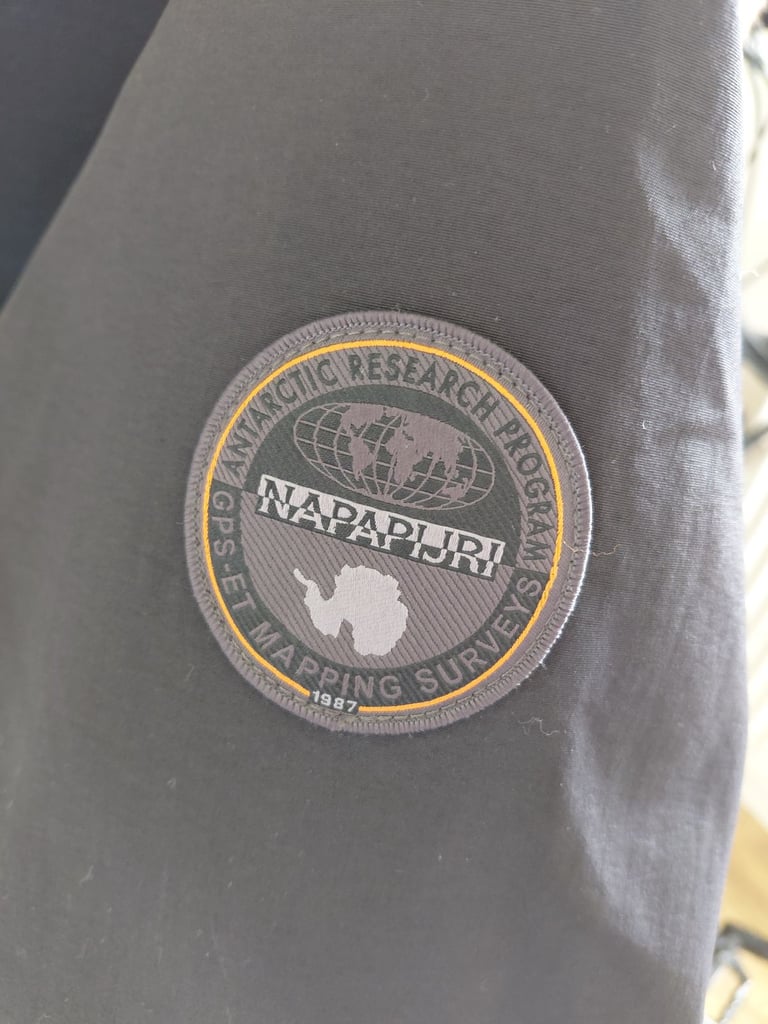 ANTARCTIC RESEARCH PROGRAM
NAPAPIJRI
GPS-ET MAPPING SURVEYS
1987